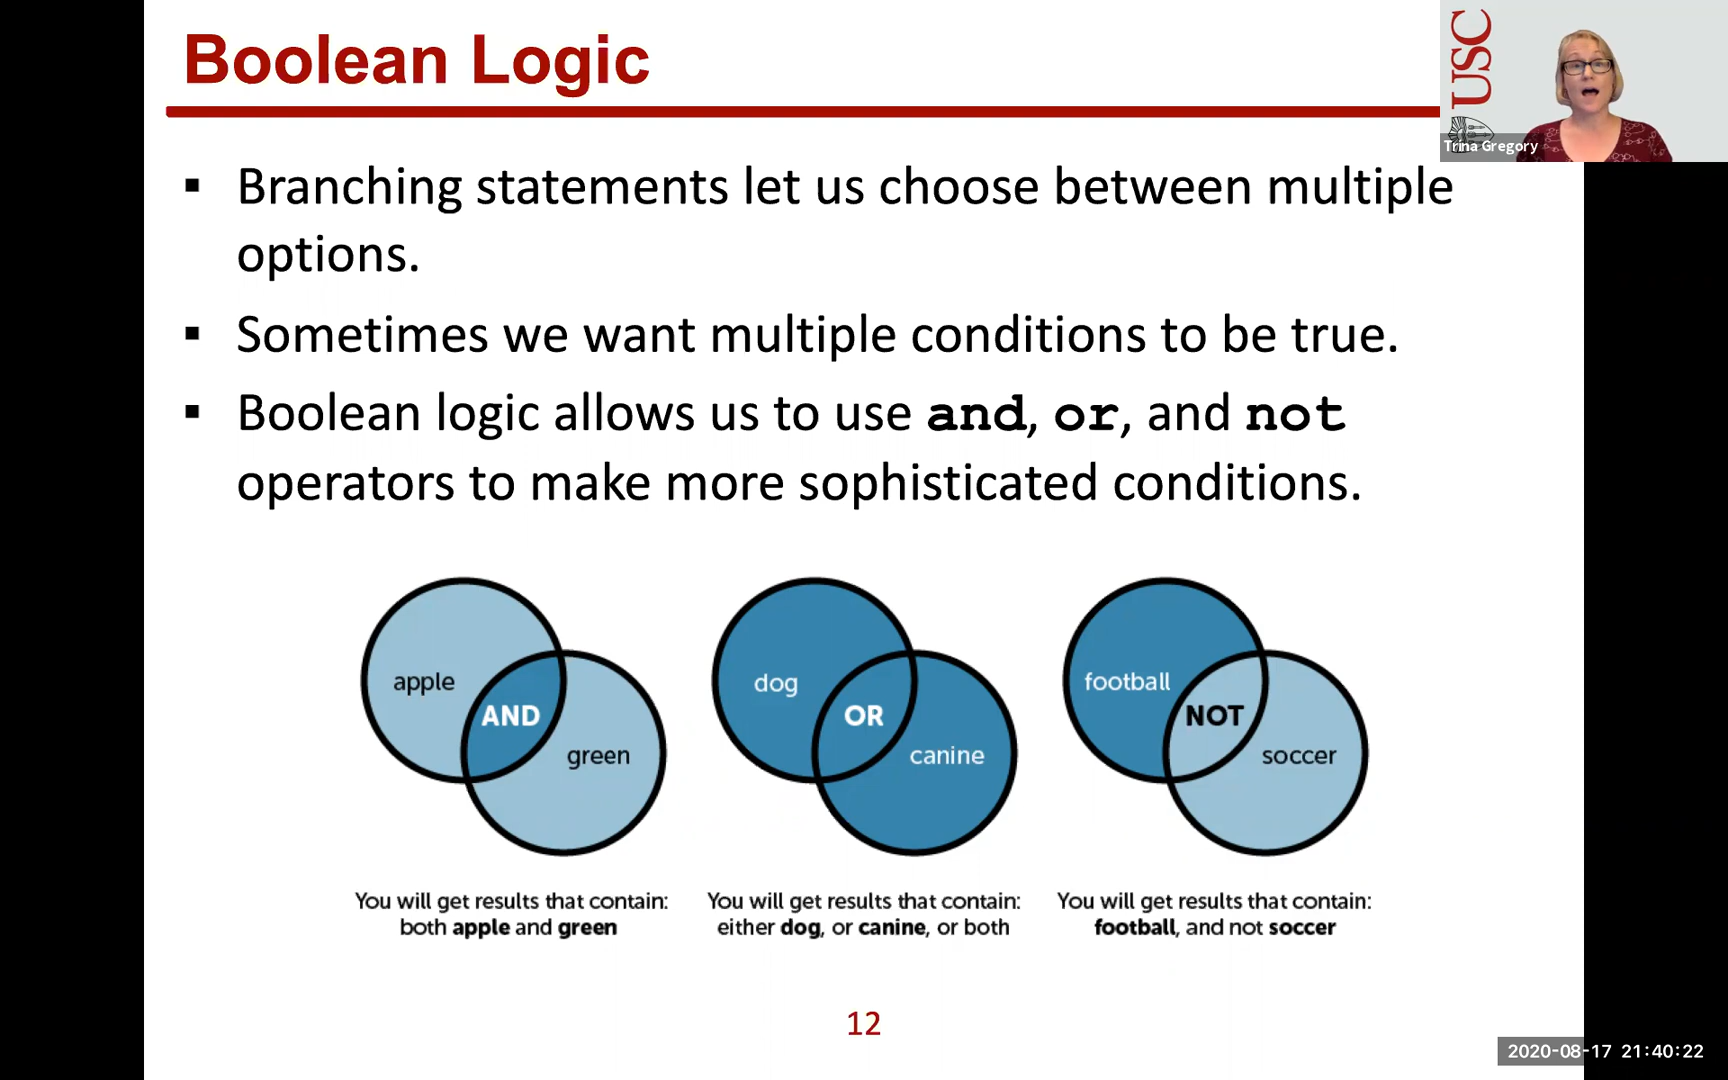 Boolean Logic
USC
Trina Gregory
▪ Branching statements let us choose between multiple
options.
▪ Sometimes we want multiple conditions to be true.
▪ Boolean logic allows us to use and, or, and not
operators to make more sophisticated conditions.
apple
AND
green
dog
OR
canine
football
NOT
soccer
You will get results that contain:
both apple and green
You will get results that contain:
either dog, or canine, or both
You will get results that contain:
football, and not soccer
12
2020-08-17 21:40:22